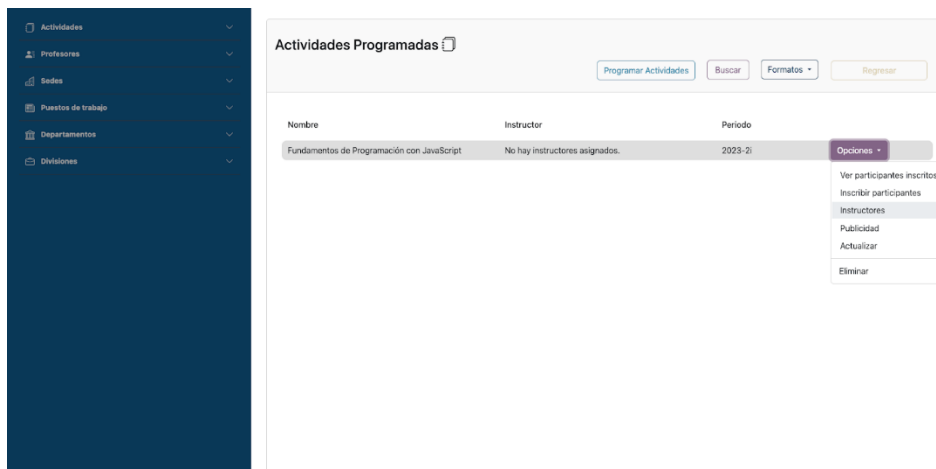 Actividades
Profesores
Sedes
Puestos de trabajo
Departamentos
Divisiones
Actividades Programadas
Programar Actividades Buscar Formatos Regresar
Nombre Instructor Periodo
Fundamentos de Programación con JavaScript No hay instructores asignados. 2023-2i Opciones
Ver participantes inscritos
Inscribir participantes
Instructores
Publicidad
Actualizar
Eliminar